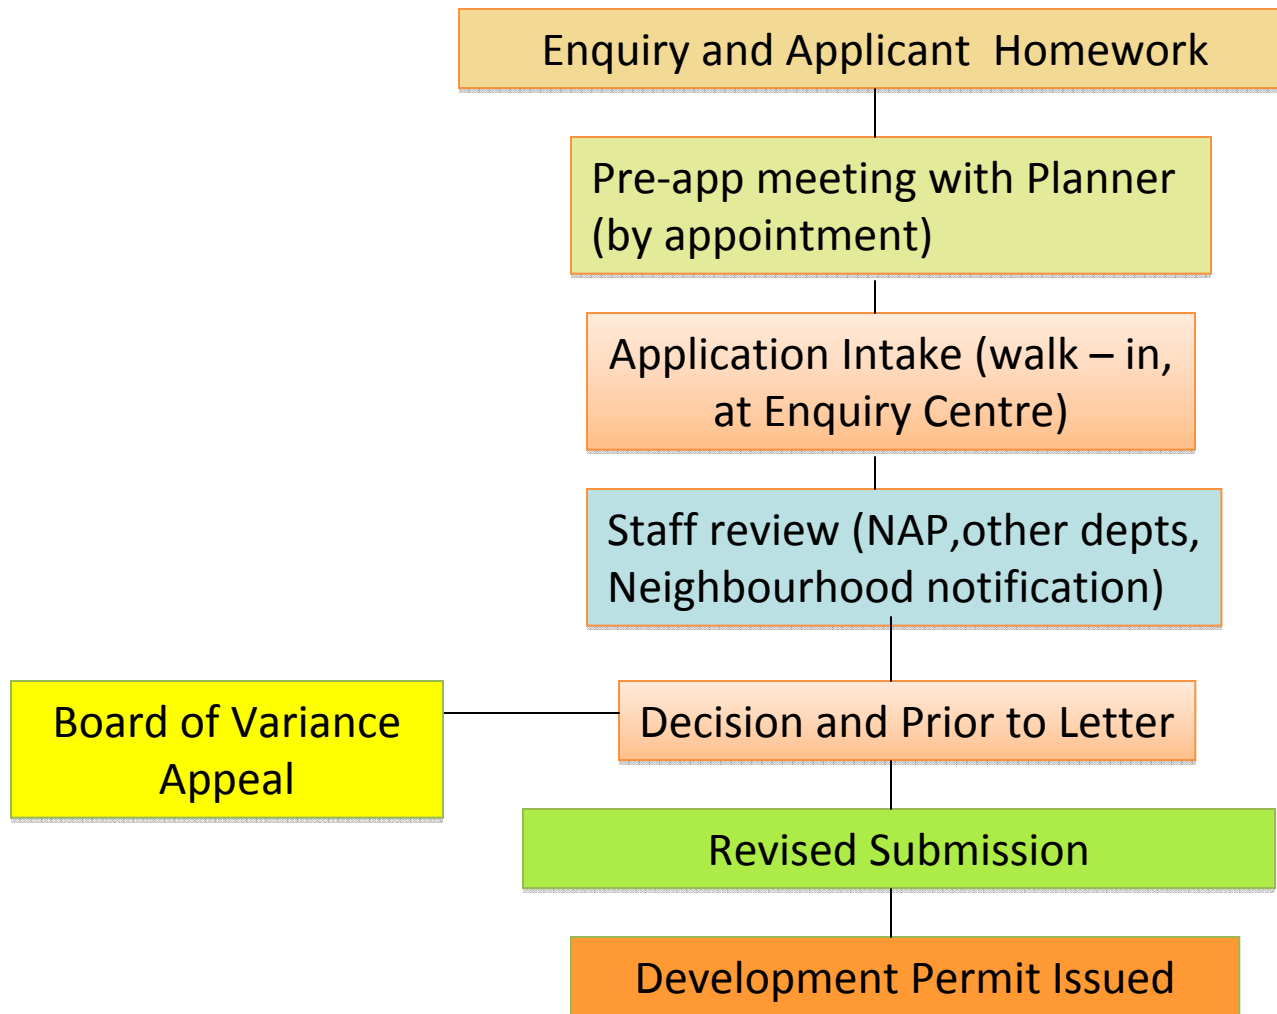 Enquiry and Applicant  Homework
Pre-app meeting with Planner
(by appointment)
Application Intake (walk – in,
at Enquiry Centre)
Staff review (NAP,other depts,
Neighbourhood notification)
Board of Variance
Appeal
Decision and Prior to Letter
Revised Submission
Development Permit Issued